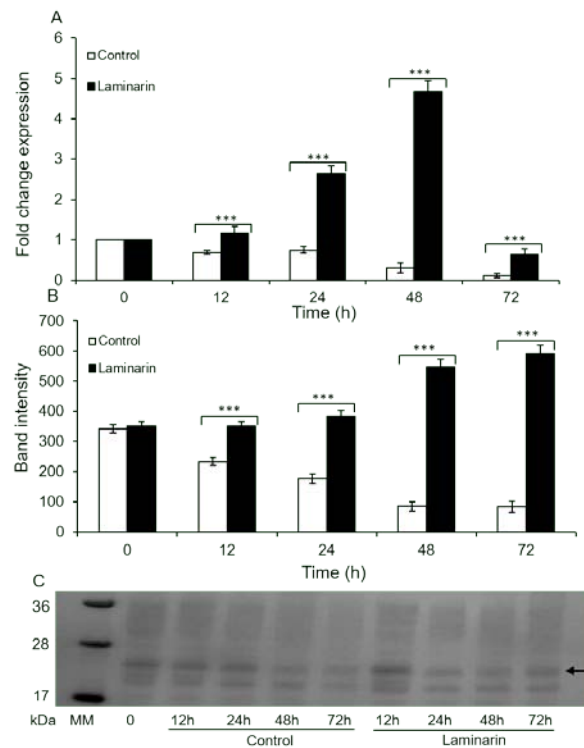 A
Fold change expression
6
5
4
3
2
1
0
Control
Laminarin
***
***
***
***
0 12 24 48 72
Time (h)
B
Band intensity
700
600
500
400
300
200
100
0
Control
Laminarin
***
***
***
***
0 12 24 48 72
Time (h)
C
36
28
17
kDa MM 0 12h 24h 48h 72h 12h 24h 48h 72h
Control Laminarin